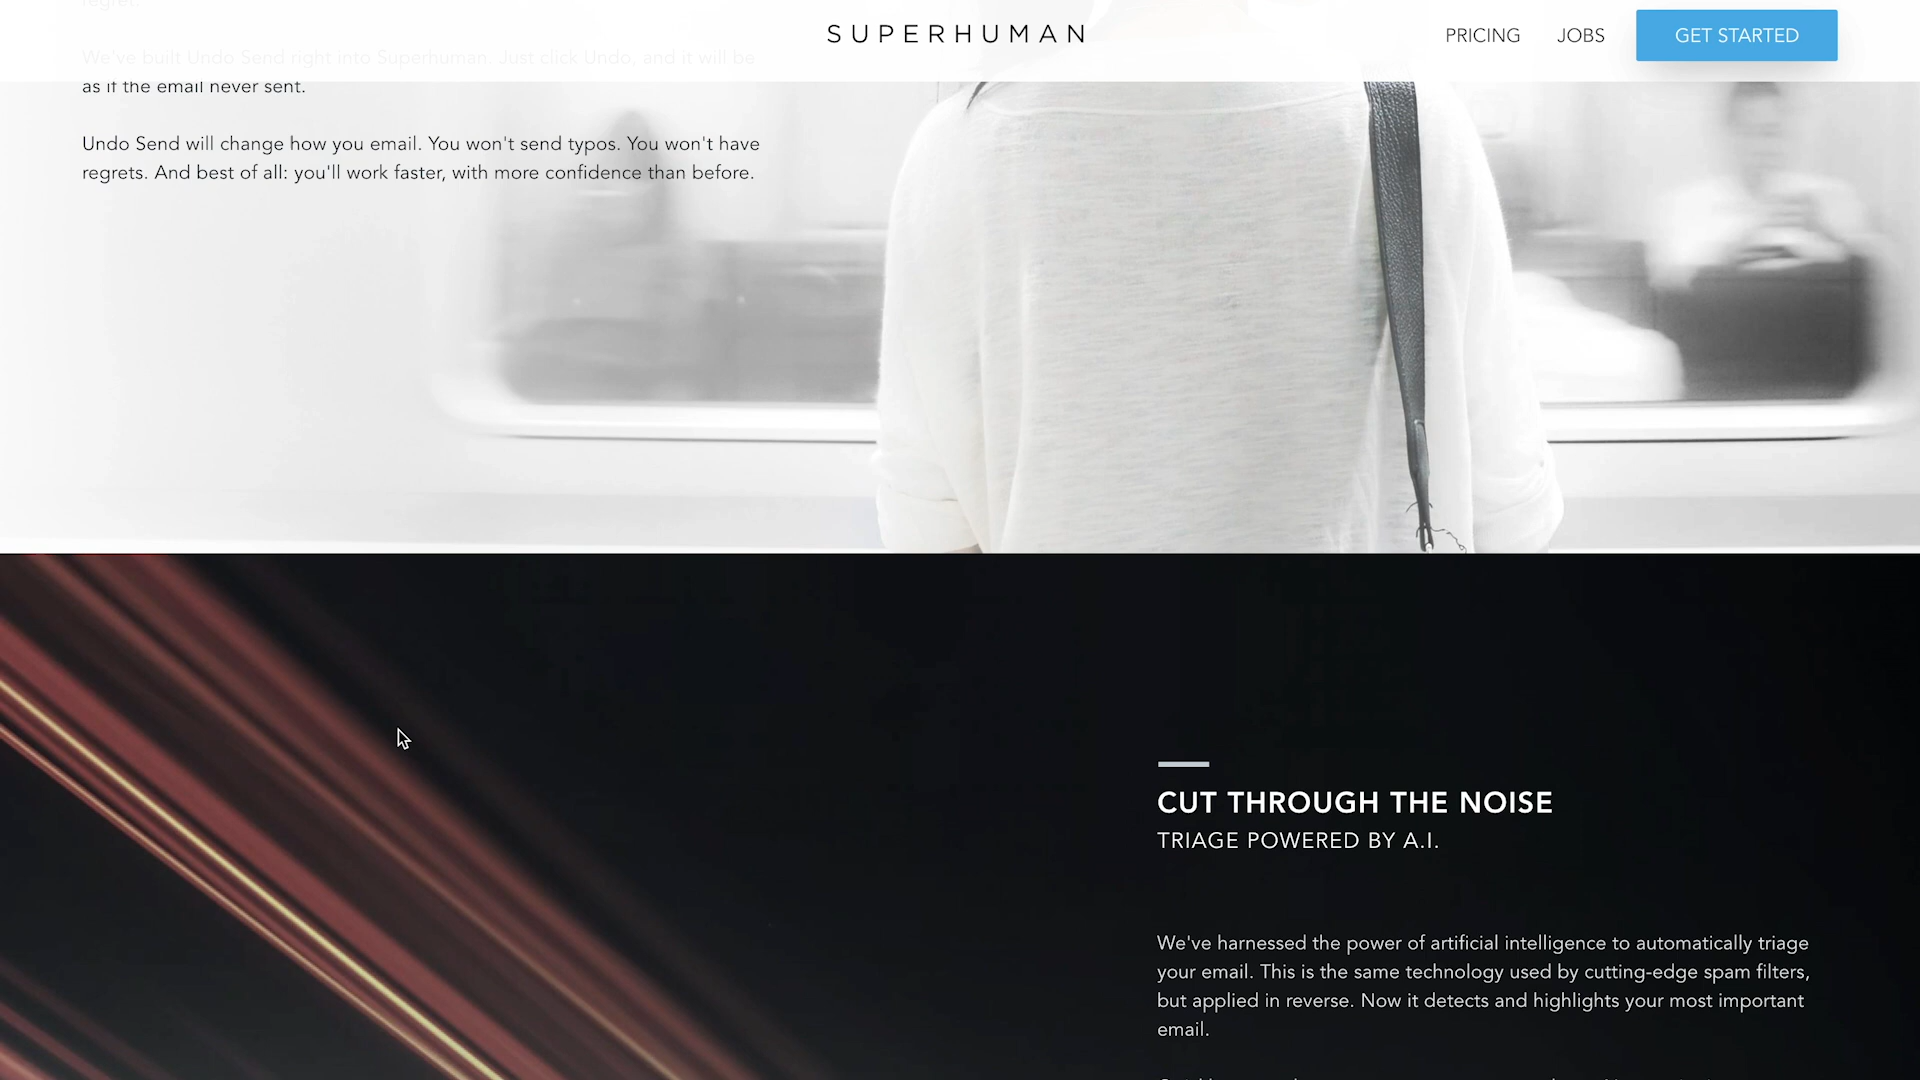 regret.
SUPERHUMAN
PRICING
JOBS
GET STARTED
We've built Undo Send right into Superhuman. Just click Undo, and it will be
as if the email never sent.
Undo Send will change how you email. You won't send typos. You won't have
regrets. And best of all: you'll work faster, with more confidence than before.
CUT THROUGH THE NOISE
TRIAGE POWERED BY A.I.
We've harnessed the power of artificial intelligence to automatically triage
your email. This is the same technology used by cutting-edge spam filters,
but applied in reverse. Now it detects and highlights your most important
email.